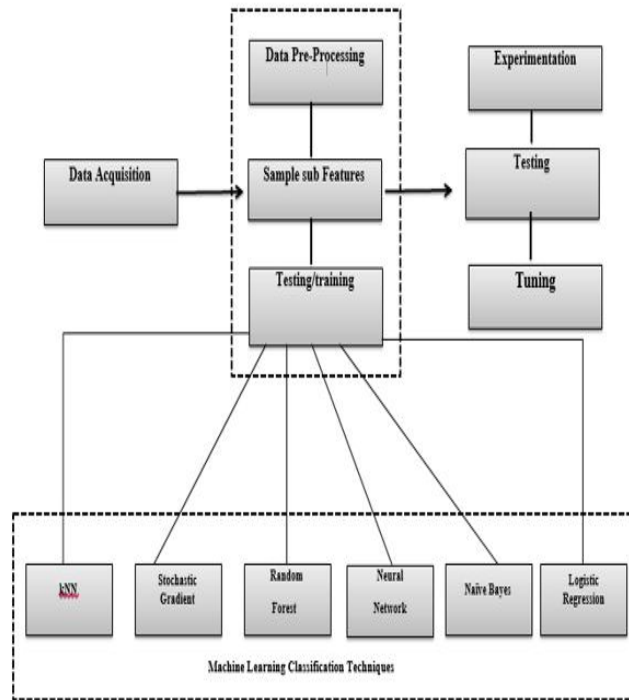 Data Pre-Processing
Experimentation
Data Acquisition
Sample sub Features
Testing
Testing/training
Tuning
kNN
Stochastic
Gradient
Random
Forest
Neural
Network
Naïve Bayes
Logistic
Regression
Machine Learning Classification Techniques